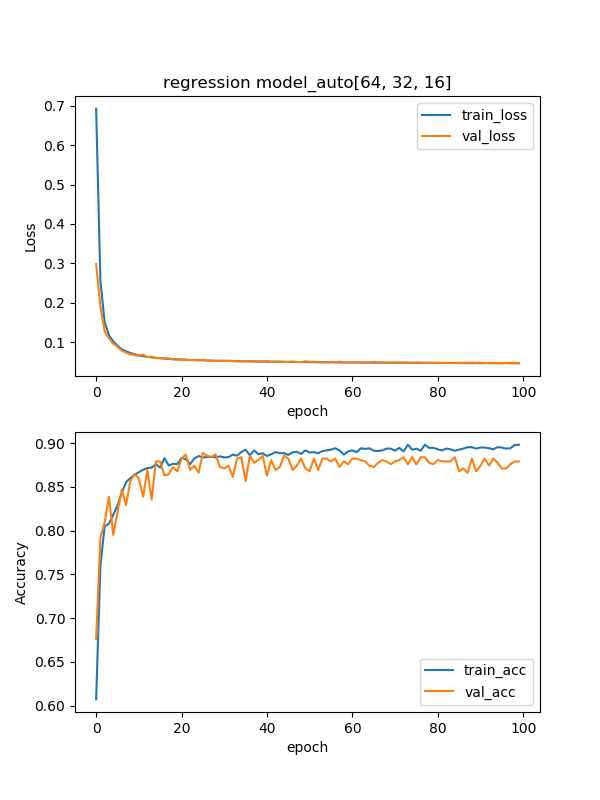 regression model_auto[64, 32, 16]
0.7
0.6
0.5
0.4
0.3
0.2
0.1
Loss
train_loss
val_loss
0 20 40 60 80 100
epoch
0.90
0.85
0.80
0.75
0.70
0.65
0.60
Accuracy
train_acc
val_acc
0 20 40 60 80 100
epoch